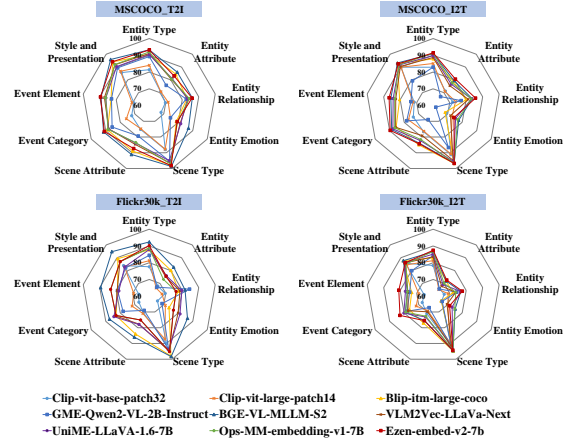 MSCOCO_T2I
Entity Type
Entity
Attribute
Entity
Relationship
Entity Emotion
Scene Type
Scene Attribute
Event Category
Event Element
Style and
Presentation
100
90
80
70
60
MSCOCO_I2T
Entity Type
Entity
Attribute
Entity
Relationship
Entity Emotion
Scene Type
Scene Attribute
Event Category
Event Element
Style and
Presentation
100
90
80
70
60
Flickr30k_T2I
Entity Type
Entity
Attribute
Entity
Relationship
Entity Emotion
Scene Type
Scene Attribute
Event Category
Event Element
Style and
Presentation
100
90
80
70
60
Flickr30k_I2T
Entity Type
Entity
Attribute
Entity
Relationship
Entity Emotion
Scene Type
Scene Attribute
Event Category
Event Element
Style and
Presentation
100
90
80
70
60
Clip-vit-base-patch32 Clip-vit-large-patch14 Blip-itm-large-coco
GME-Qwen2-VL-2B-Instruct BGE-VL-MLLM-S2 VLM2Vec-LLaVa-Next
UniME-LLaVA-1.6-7B Ops-MM-embedding-v1-7B Ezen-embed-v2-7b